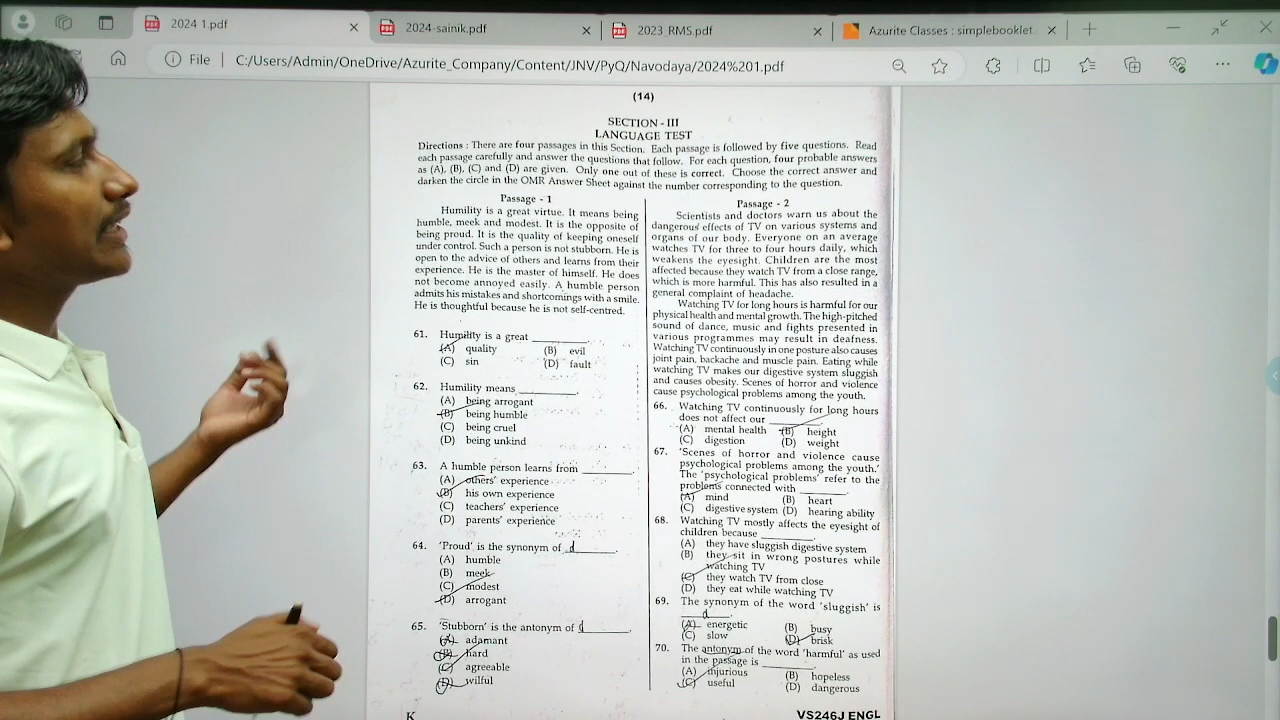 2024 1.pdf
2024-sainik.pdf
2023_RMS.pdf
Azurite Classes : simplebooklet.
File
C:/Users/Admin/OneDrive/Azurite_Company/Content/JNV/PyQ/Navodaya/2024%201.pdf
(14)
SECTION - III
LANGUAGE TEST
Directions : There are four passages in this Section. Each passage is followed by five questions. Read
each passage carefully and answer the questions that follow. For each question, four probable answers
as (A), (B), (C) and (D) are given. Only one out of these is correct. Choose the correct answer and
darken the circle in the OMR Answer Sheet against the number corresponding to the question.
Passage - 1
Humility is a great virtue. It means being
humble, meek and modest. It is the opposite of
being proud. It is the quality of keeping oneself
under control. Such a person is not stubborn. He is
open to the advice of others and learns from their
experience. He is the master of himself. He does
not become annoyed easily. A humble person
admits his mistakes and shortcomings with a smile.
He is thoughtful because he is not self-centred.
61. Humility is a great ________.
(A) quality (B) evil
(C) sin (D) fault
62. Humility means ________.
(A) being arrogant
(B) being humble
(C) being cruel
(D) being unkind
63. A humble person learns from ________.
(A) others' experience
(B) his own experience
(C) teachers' experience
(D) parents' experience
64. 'Proud' is the synonym of d________.
(A) humble
(B) meek
(C) modest
(D) arrogant
65. 'Stubborn' is the antonym of ________.
(A) adamant
(B) hard
(C) agreeable
(D) wilful
K
Passage - 2
Scientists and doctors warn us about the
dangerous effects of TV on various systems and
organs of our body. Everyone on an average
watches TV for three to four hours daily, which
weakens the eyesight. Children are the most
affected because they watch TV from a close range,
which is more harmful. This has also resulted in a
general complaint of headache.
Watching TV for long hours is harmful for our
physical health and mental growth. The high-pitched
sound of dance, music and fights presented in
various programmes may result in deafness.
Watching TV continuously in one posture also causes
joint pain, backache and muscle pain. Eating while
watching TV makes our digestive system sluggish
and causes obesity. Scenes of horror and violence
cause psychological problems among the youth.
66. Watching TV continuously for long hours
does not affect our ________.
(A) mental health (B) height
(C) digestion (D) weight
67. 'Scenes of horror and violence cause
psychological problems among the youth.'
The 'psychological problems' refer to the
problems connected with ________.
(A) mind (B) heart
(C) digestive system (D) hearing ability
68. Watching TV mostly affects the eyesight of
children because ________.
(A) they have sluggish digestive system
(B) they sit in wrong postures while
watching TV
(C) they watch TV from close
(D) they eat while watching TV
69. The synonym of the word 'sluggish' is
____d____.
(A) energetic (B) busy
(C) slow (D) brisk
70. The antonym of the word 'harmful' as used
in the passage is ________.
(A) injurious (B) hopeless
(C) useful (D) dangerous
VS246J ENGL